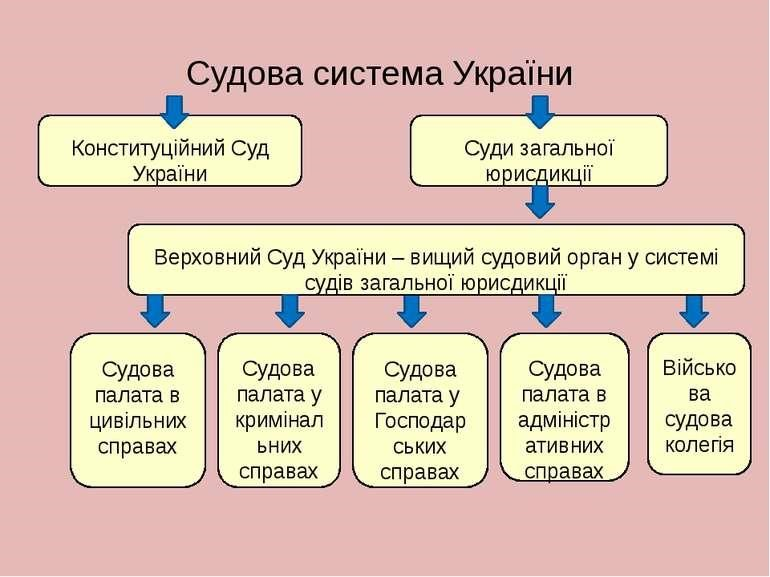 Судова система України
Конституційний Суд
України
Суди загальної
юрисдикції
Верховний Суд України – вищий судовий орган у системі
судів загальної юрисдикції
Судова
палата в
цивільних
справах
Судова
палата у
кримінал
ьних
справах
Судова
палата у
Господар
ських
справах
Судова
палата в
адміністр
ативних
справах
Військо
ва
судова
колегія